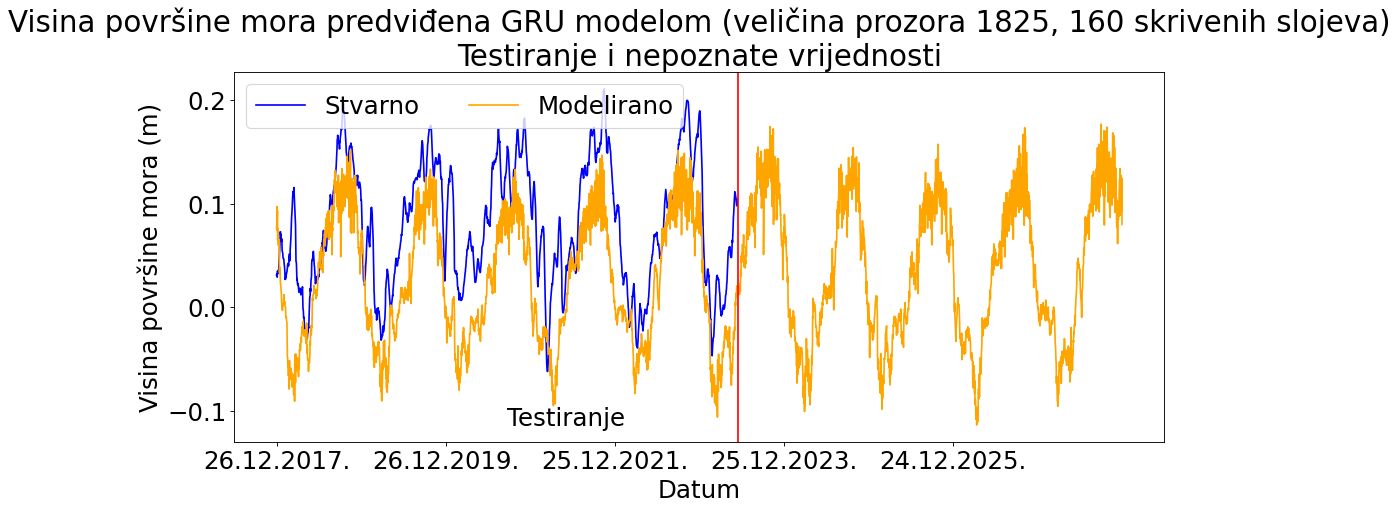 Visina površine mora predviđena GRU modelom (veličina prozora 1825, 160 skrivenih slojeva)
Testiranje i nepoznate vrijednosti
Stvarno Modelirano
Visina površine mora (m)
0.2
0.1
0.0
−0.1
Testiranje
26.12.2017. 26.12.2019. 25.12.2021. 25.12.2023. 24.12.2025.
Datum